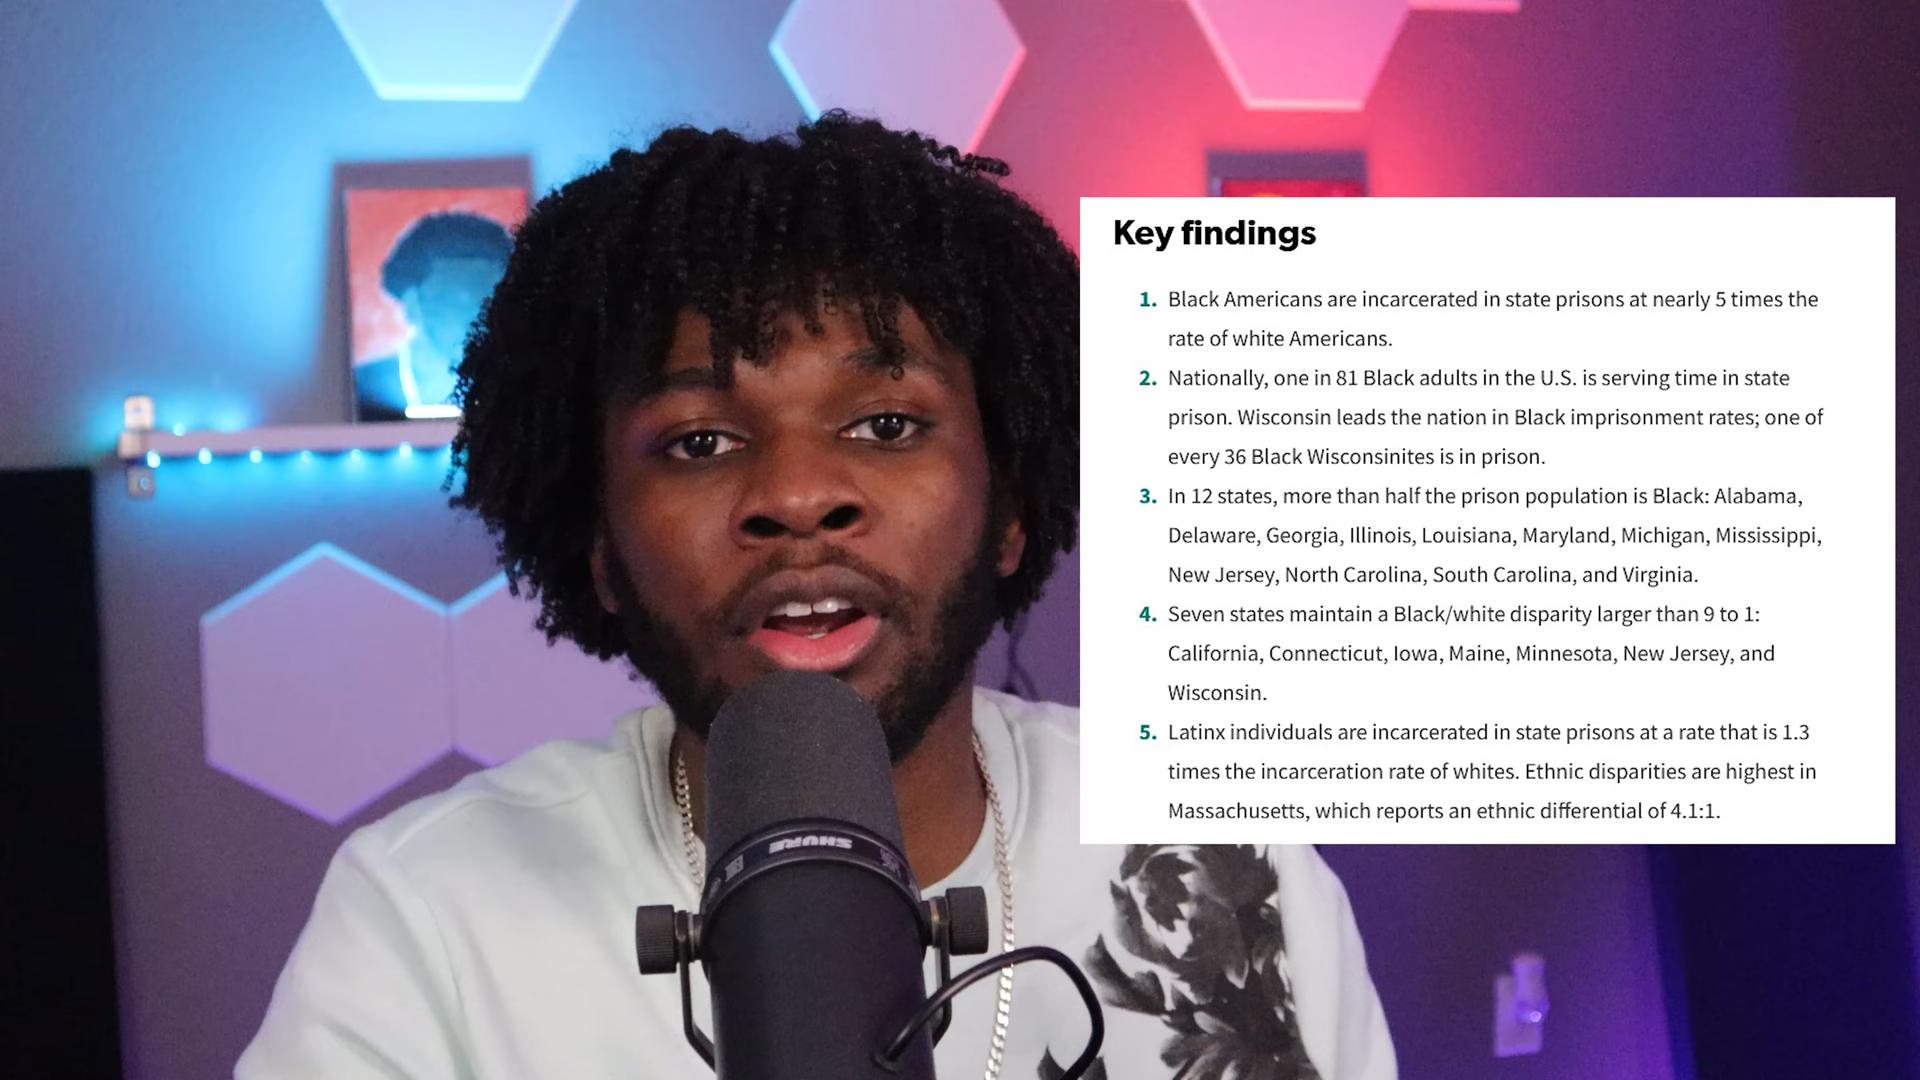 Key findings
1. Black Americans are incarcerated in state prisons at nearly 5 times the
rate of white Americans.
2. Nationally, one in 81 Black adults in the U.S. is serving time in state
prison. Wisconsin leads the nation in Black imprisonment rates; one of
every 36 Black Wisconsinites is in prison.
3. In 12 states, more than half the prison population is Black: Alabama,
Delaware, Georgia, Illinois, Louisiana, Maryland, Michigan, Mississippi,
New Jersey, North Carolina, South Carolina, and Virginia.
4. Seven states maintain a Black/white disparity larger than 9 to 1:
California, Connecticut, Iowa, Maine, Minnesota, New Jersey, and
Wisconsin.
5. Latinx individuals are incarcerated in state prisons at a rate that is 1.3
times the incarceration rate of whites. Ethnic disparities are highest in
Massachusetts, which reports an ethnic differential of 4.1:1.
SHURE